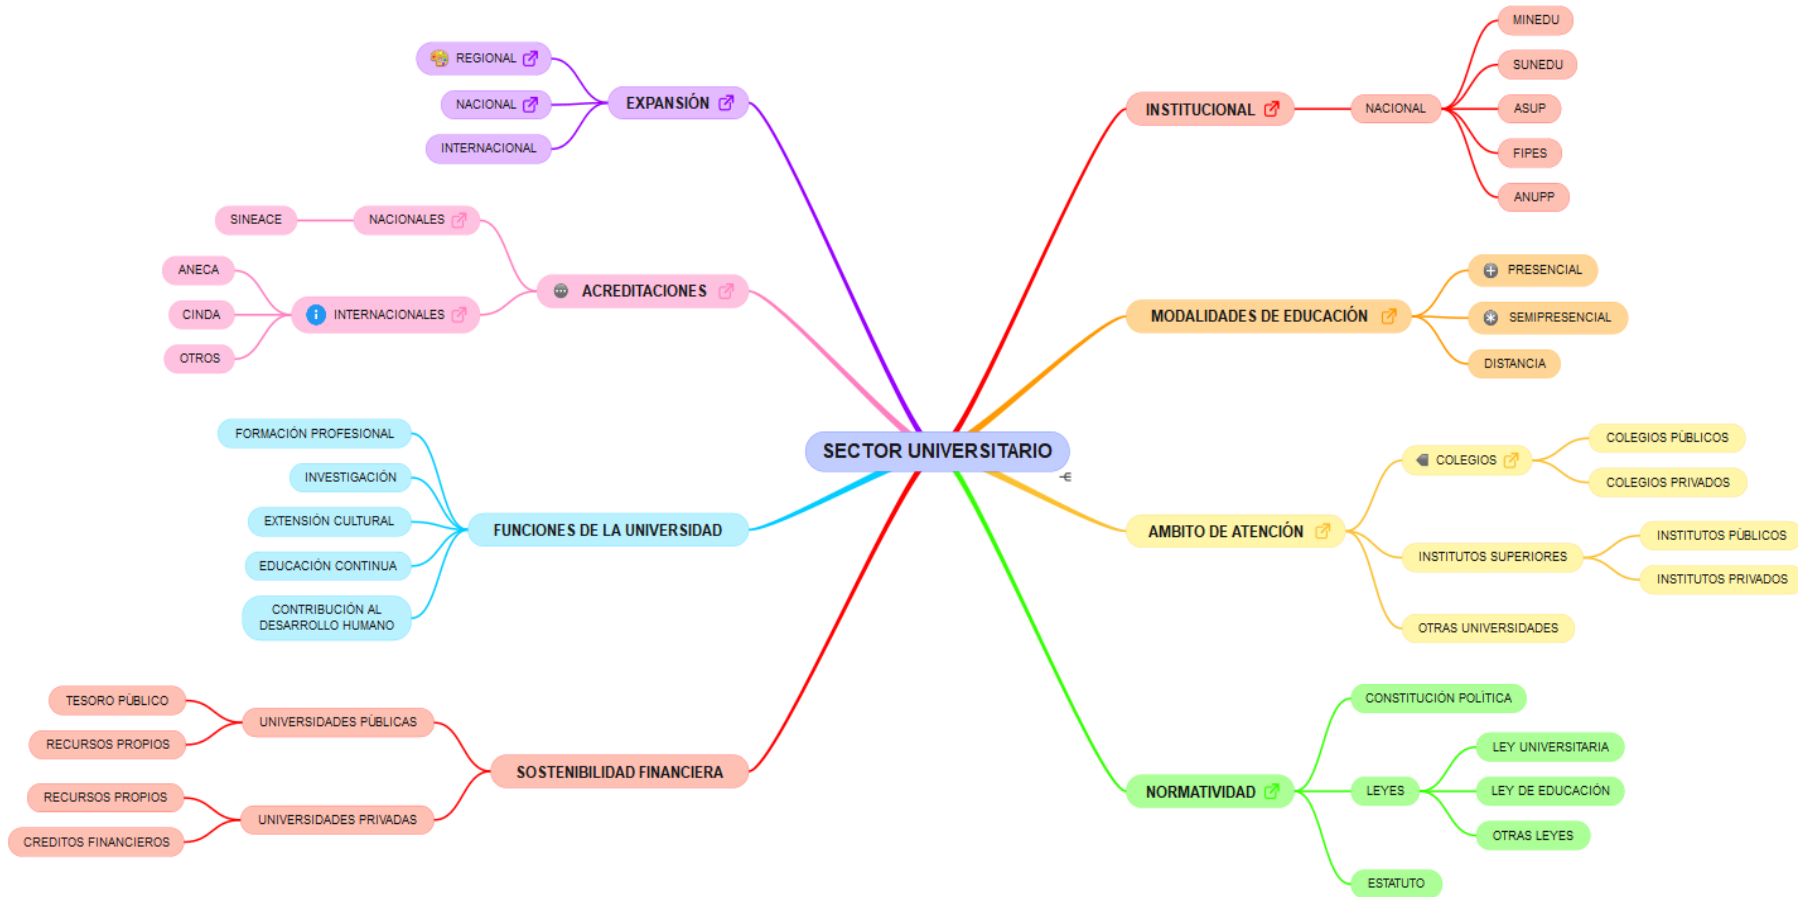 SECTOR UNIVERSITARIO
EXPANSIÓN
REGIONAL
NACIONAL
INTERNACIONAL
ACREDITACIONES
NACIONALES
SINEACE
INTERNACIONALES
ANECA
CINDA
OTROS
FUNCIONES DE LA UNIVERSIDAD
FORMACIÓN PROFESIONAL
INVESTIGACIÓN
EXTENSIÓN CULTURAL
EDUCACIÓN CONTINUA
CONTRIBUCIÓN AL
DESARROLLO HUMANO
SOSTENIBILIDAD FINANCIERA
UNIVERSIDADES PÚBLICAS
TESORO PÚBLICO
RECURSOS PROPIOS
UNIVERSIDADES PRIVADAS
RECURSOS PROPIOS
CREDITOS FINANCIEROS
INSTITUCIONAL
NACIONAL
MINEDU
SUNEDU
ASUP
FIPES
ANUPP
MODALIDADES DE EDUCACIÓN
PRESENCIAL
SEMIPRESENCIAL
DISTANCIA
AMBITO DE ATENCIÓN
COLEGIOS
COLEGIOS PÚBLICOS
COLEGIOS PRIVADOS
INSTITUTOS SUPERIORES
INSTITUTOS PÚBLICOS
INSTITUTOS PRIVADOS
OTRAS UNIVERSIDADES
NORMATIVIDAD
CONSTITUCIÓN POLÍTICA
LEYES
LEY UNIVERSITARIA
LEY DE EDUCACIÓN
OTRAS LEYES
ESTATUTO